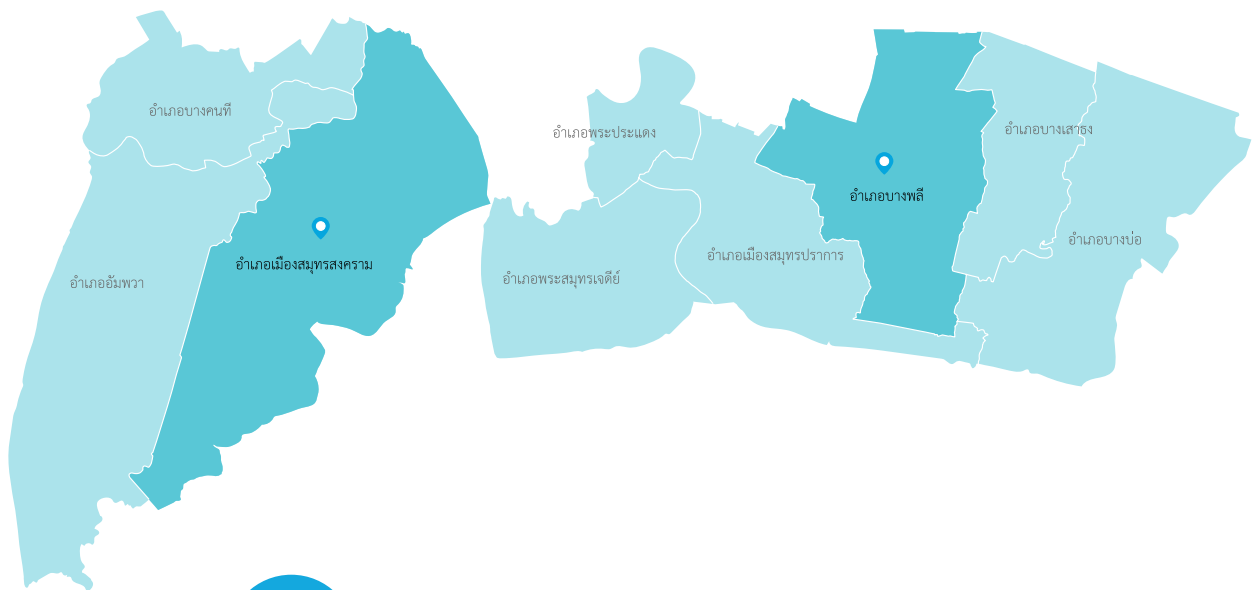 อำเภอบางคนที
อำเภอพระประแดง
อำเภอบางเสาธง
อำเภอบางพลี
อำเภอบางบ่อ
อำเภอเมืองสมุทรปราการ
อำเภอเมืองสมุทรสงคราม
อำเภอพระสมุทรเจดีย์
อำเภออัมพวา